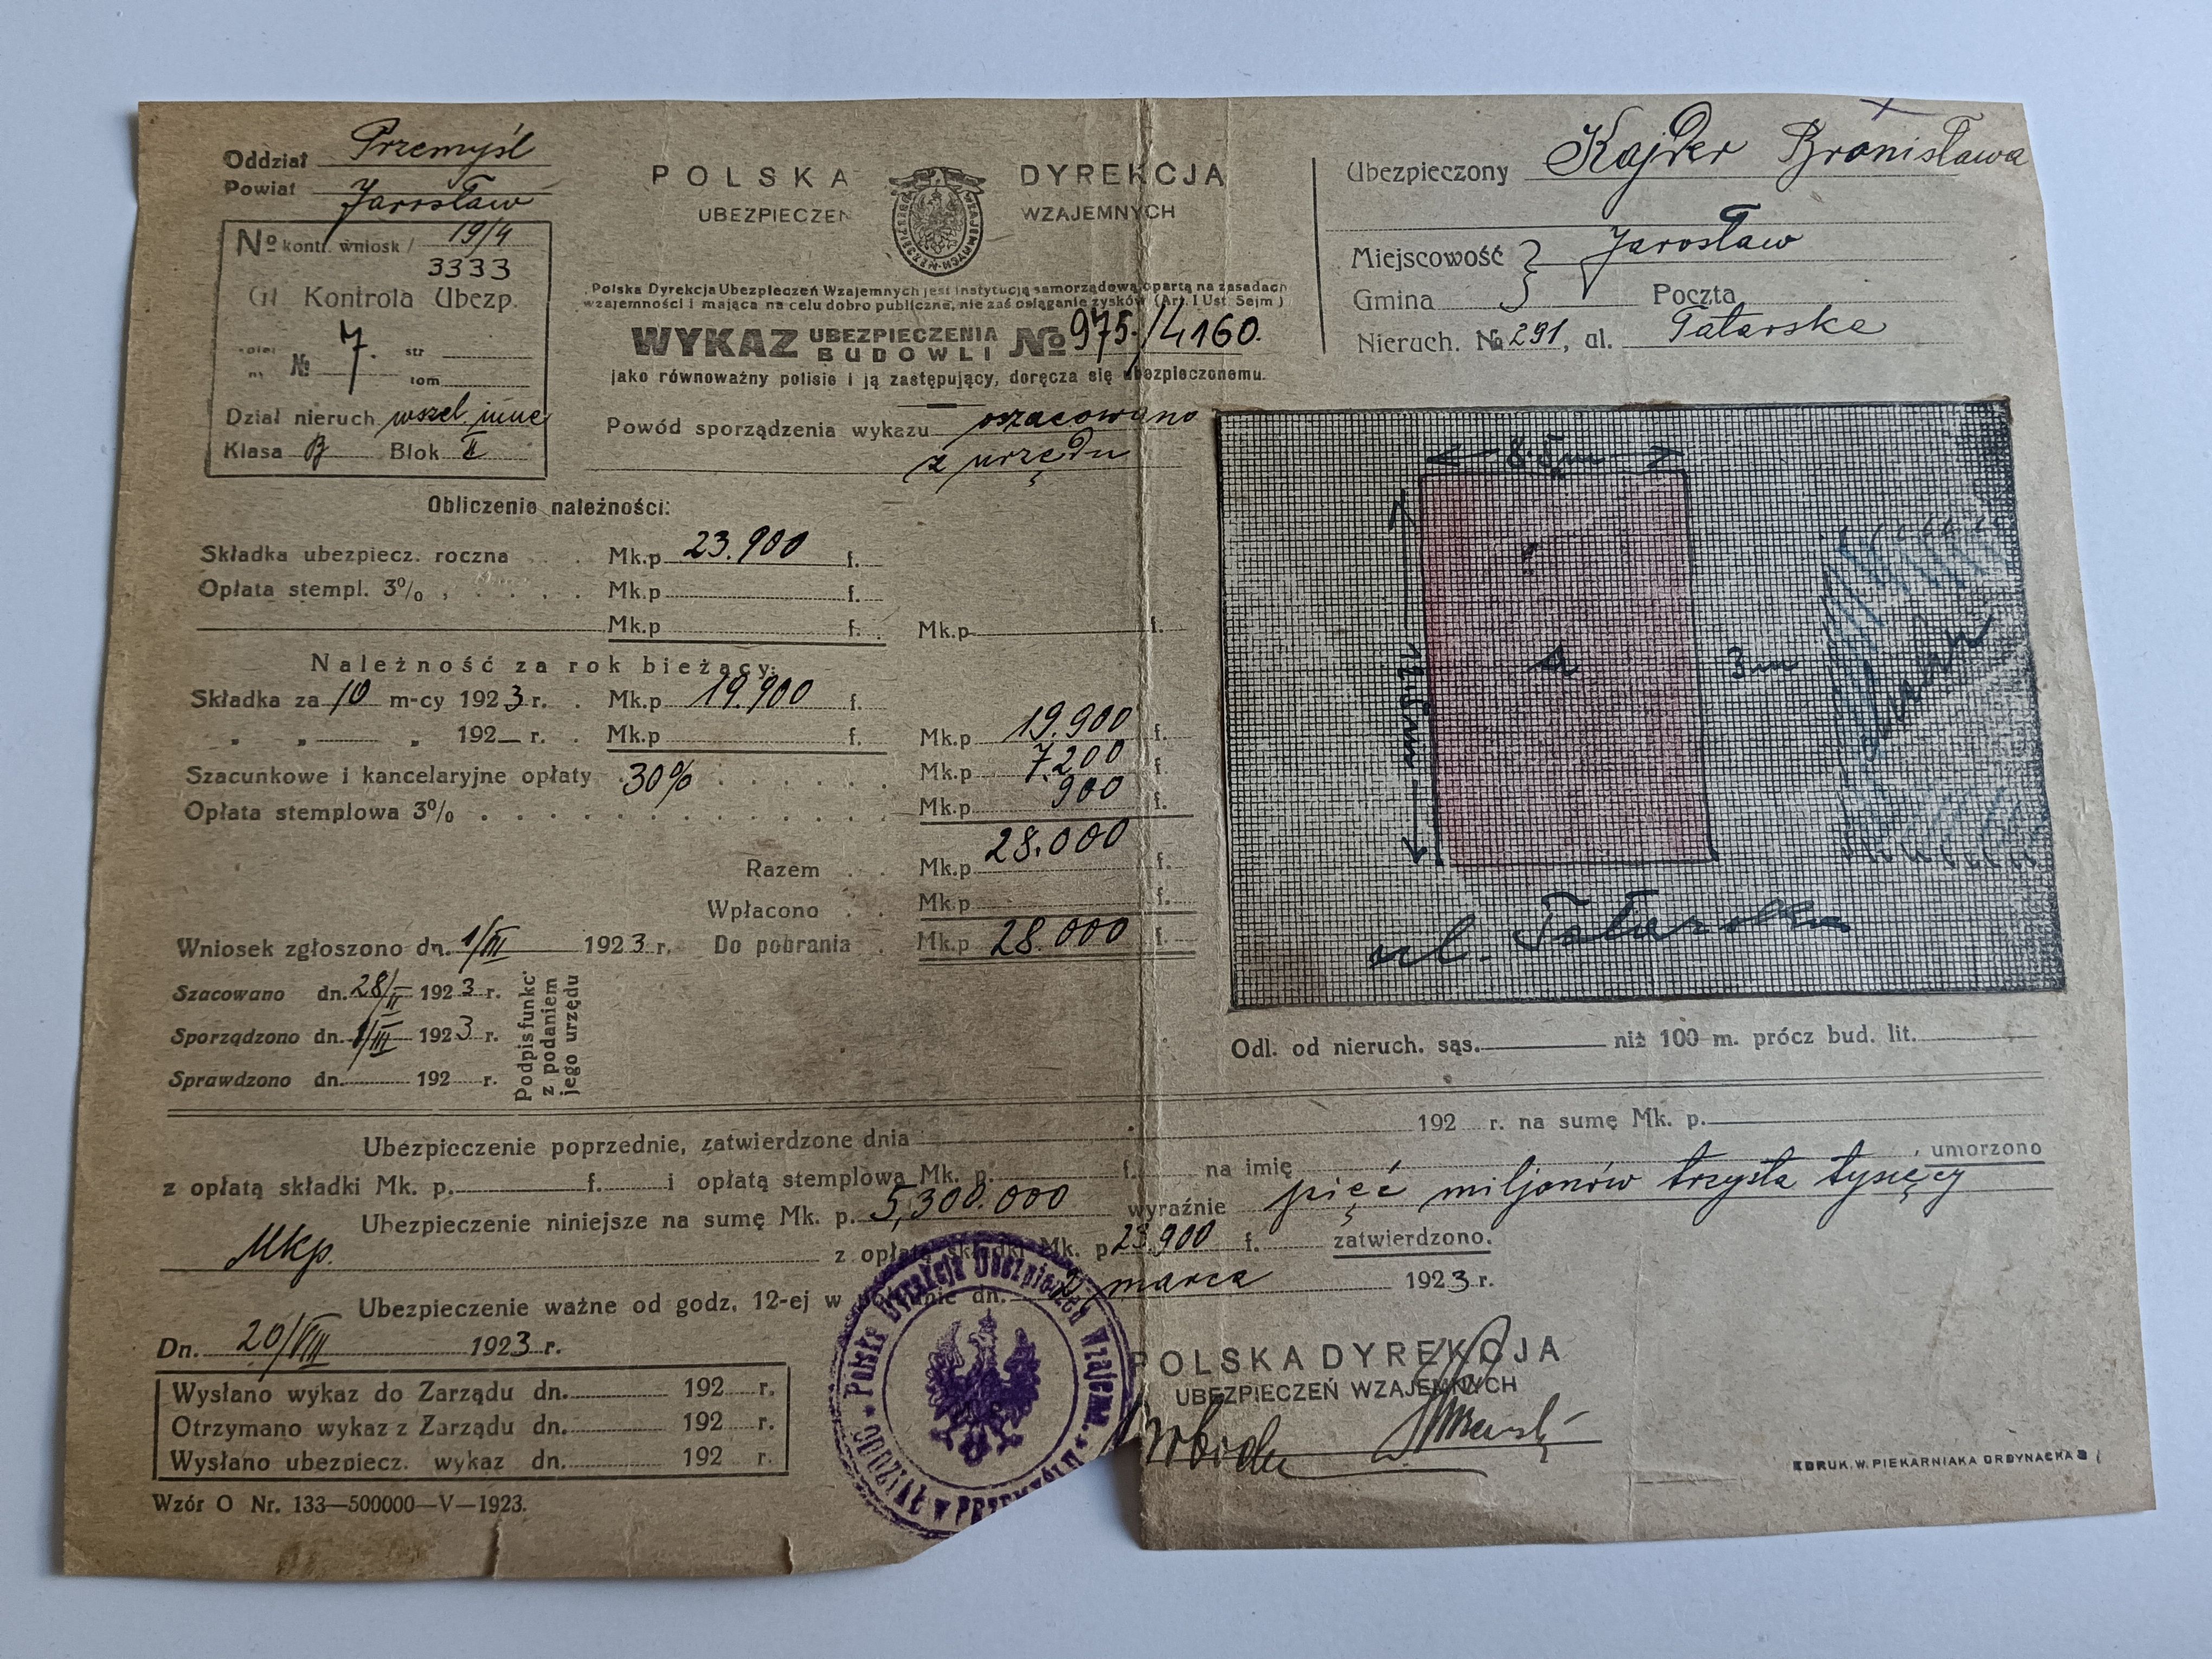 Oddział Przemyśl
Powiat Jarosław
No kontr. wniosk / 19/4
3333
Gł Kontrola Ubezp.
№ 7. str
tom
Dział nieruch. wszel. inne
Klasa B Blok II
POLSKA DYREKCJA
UBEZPIECZEŃ WZAJEMNYCH
Polska Dyrekcja Ubezpieczeń Wzajemnych jest instytucją samorządową opartą na zasadach
wzajemności i mająca na celu dobro publiczne, nie zaś osiąganie zysków (Art. I Ust. Sejm)
WYKAZ UBEZPIECZENIA BUDOWLI No 975./4160.
jako równoważny polisie i ją zastępujący, doręcza się ubezpieczonemu.
Powód sporządzenia wykazu oszacowano
z urzędu
Ubezpieczony Kajder Bronisława
Miejscowość } Jarosław
Gmina Poczta
Nieruch. № 291, ul. Tatarska
Obliczenie należności:
Składka ubezpiecz. roczna . . Mk.p 23.900 f.
Opłata stempl. 3% , . . . . Mk.p f.
Mk.p f. Mk.p f.
Należność za rok bieżący:
Składka za 10 m-cy 1923 r. . Mk.p 19.900 f.
„ „ — „ 192— r. . Mk.p f. Mk.p 19.900 f.
Szacunkowe i kancelaryjne opłaty 30% . . . . . Mk.p 7.200 f.
Opłata stemplowa 3% . . . . . . . . . . . . Mk.p 900 f.
Razem . . Mk.p 28.000 f.
Wpłacono . . Mk.p f.
Wniosek zgłoszono dn. 1/III 1923 r. Do pobrania . Mk.p 28.000 f.
Szacowano dn. 28/II 1923 r.
Sporządzono dn. 1/III 1923 r.
Sprawdzono dn. 192 r.
Podpis funkc.
z podaniem
jego urzędu
8.5m
3m
ul. Tatarska
Odl. od nieruch. sąs. niż 100 m. prócz bud. lit.
Ubezpieczenie poprzednie, zatwierdzone dnia 192 r. na sumę Mk. p.
z opłatą składki Mk. p. f. i opłatą stemplową Mk. p. f. na imię umorzono
Ubezpieczenie niniejsze na sumę Mk. p. 5,300.000 wyraźnie pięć miljonów trzysta tysięcy
Mkp. z opłatą składki Mk. p 23.900 f. zatwierdzono.
Ubezpieczenie ważne od godz. 12-ej w południe dn. marca 1923 r.
Dn. 20/VIII 1923 r.
Wysłano wykaz do Zarządu dn. 192 r.
Otrzymano wykaz z Zarządu dn. 192 r.
Wysłano ubezpiecz. wykaz dn. 192 r.
Wzór O Nr. 133—500000—V—1923.
Polska Dyrekcja Ubezpieczeń Wzajemn. * ODDZIAŁ w PRZEMYŚLU *
POLSKA DYREKCJA
UBEZPIECZEŃ WZAJEMNYCH
DRUK. W. PIEKARNIAKA ORDYNACKA 3